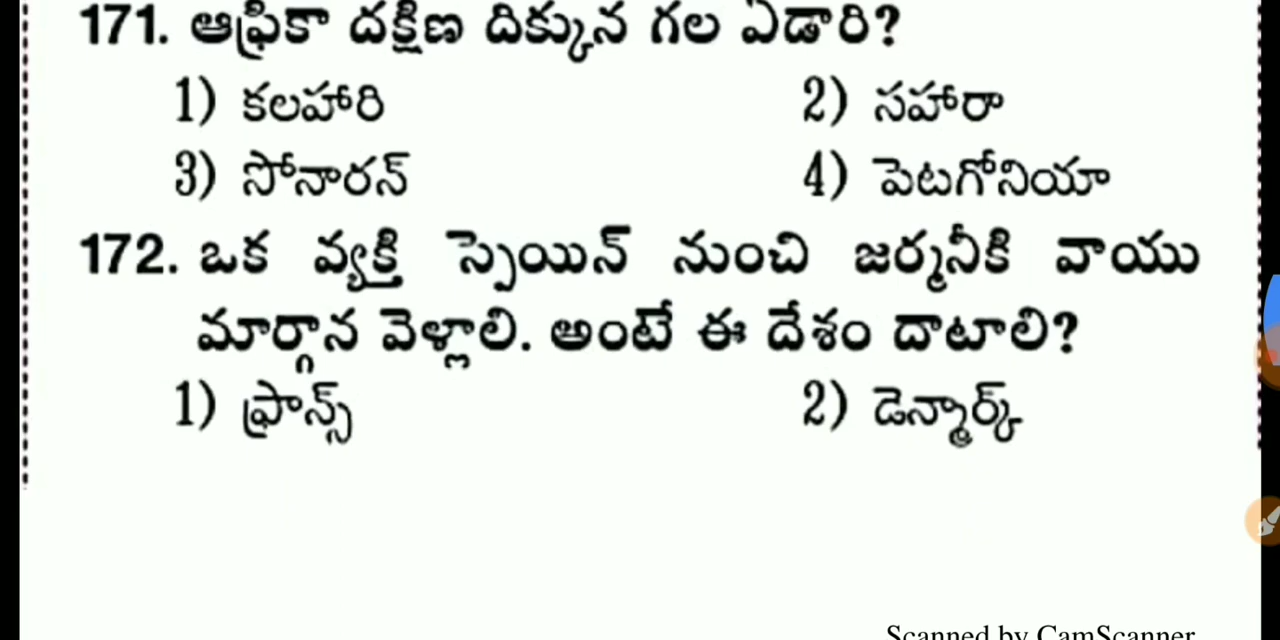 171. ఆఫ్రికా దక్షిణ దిక్కున గల ఏడారి?
1) కలహారి 2) సహారా
3) సోనారన్ 4) పెటగోనియా
172. ఒక వ్యక్తి స్పెయిన్ నుంచి జర్మనీకి వాయు
మార్గాన వెళ్లాలి. అంటే ఈ దేశం దాటాలి?
1) ఫ్రాన్స్ 2) డెన్మార్క్
Scanned by CamScanner